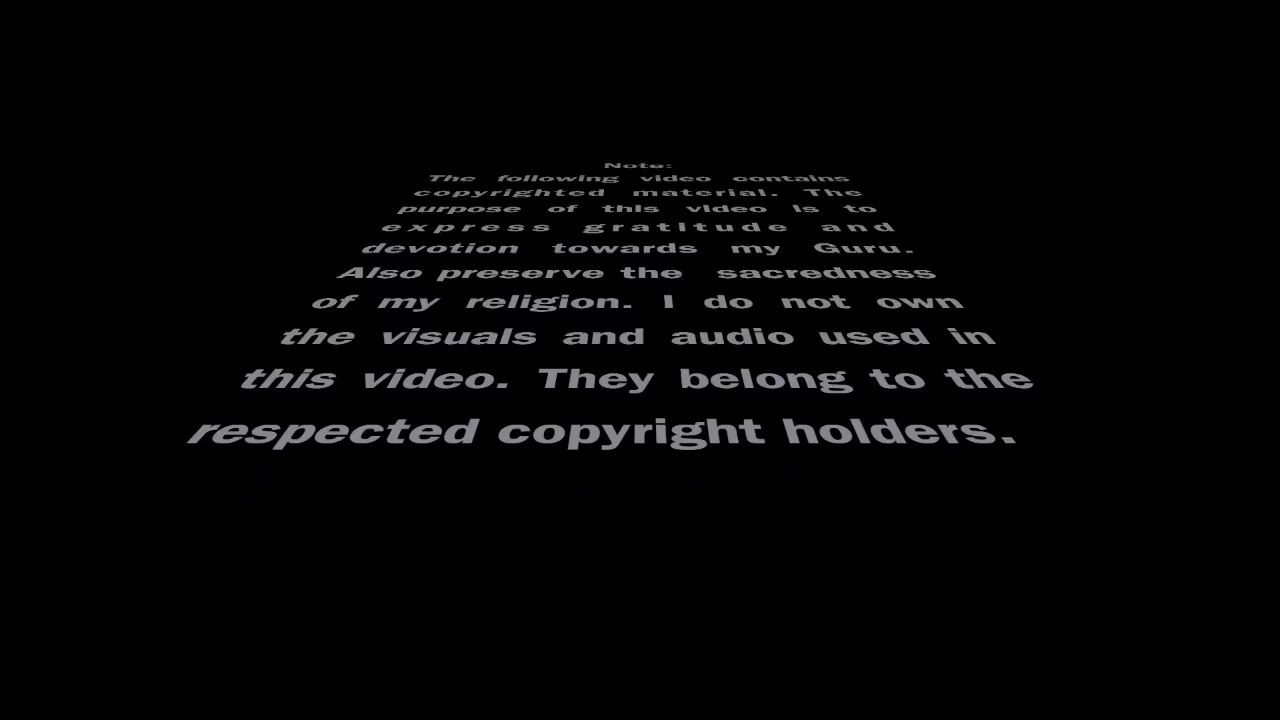 Note:
The following video contains
copyrighted material. The
purpose of this video is to
express gratitude and
devotion towards my Guru.
Also preserve the sacredness
of my religion. I do not own
the visuals and audio used in
this video. They belong to the
respected copyright holders.